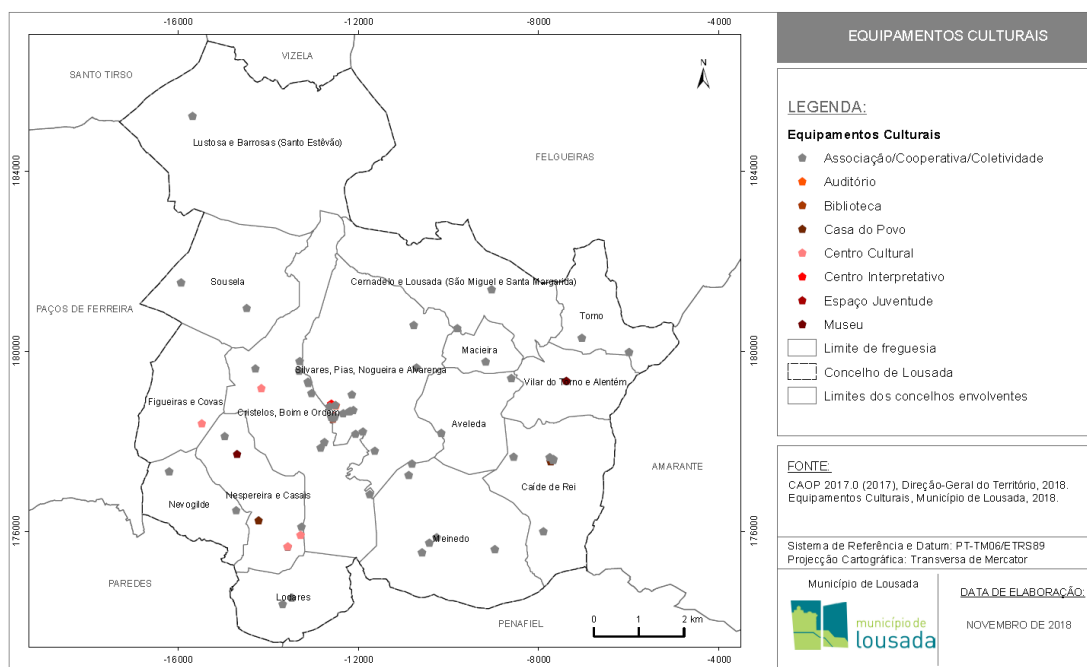 -16000
-12000
-8000
-4000
EQUIPAMENTOS CULTURAIS
VIZELA
SANTO TIRSO
N
LEGENDA:
Equipamentos Culturais
Lustosa e Barrosas (Santo Estêvão)
FELGUEIRAS
Associação/Cooperativa/Coletividade
184000
184000
Auditório
Biblioteca
Casa do Povo
Centro Cultural
Sousela
Cernadelo e Lousada (São Miguel e Santa Margarida)
Centro Interpretativo
PAÇOS DE FERREIRA
Torno
Espaço Juventude
Museu
180000
180000
Macieira
Limite de freguesia
Silvares, Pias, Nogueira e Alvarenga
Vilar do Torno e Alentém
Concelho de Lousada
Figueiras e Covas
Cristelos, Boim e Ordem
Limites dos concelhos envolventes
Aveleda
AMARANTE
FONTE:
Caíde de Rei
CAOP 2017.0 (2017), Direção-Geral do Território, 2018.
Equipamentos Culturais, Município de Lousada, 2018.
Nevogilde
Nespereira e Casais
176000
176000
Meinedo
Sistema de Referência e Datum: PT-TM06/ETRS89
Projecção Cartográfica: Transversa de Mercator
PAREDES
Lodares
Município de Lousada
DATA DE ELABORAÇÃO:
município de
lousada
NOVEMBRO DE 2018
PENAFIEL
0 1 2 km
-16000
-12000
-8000
-4000